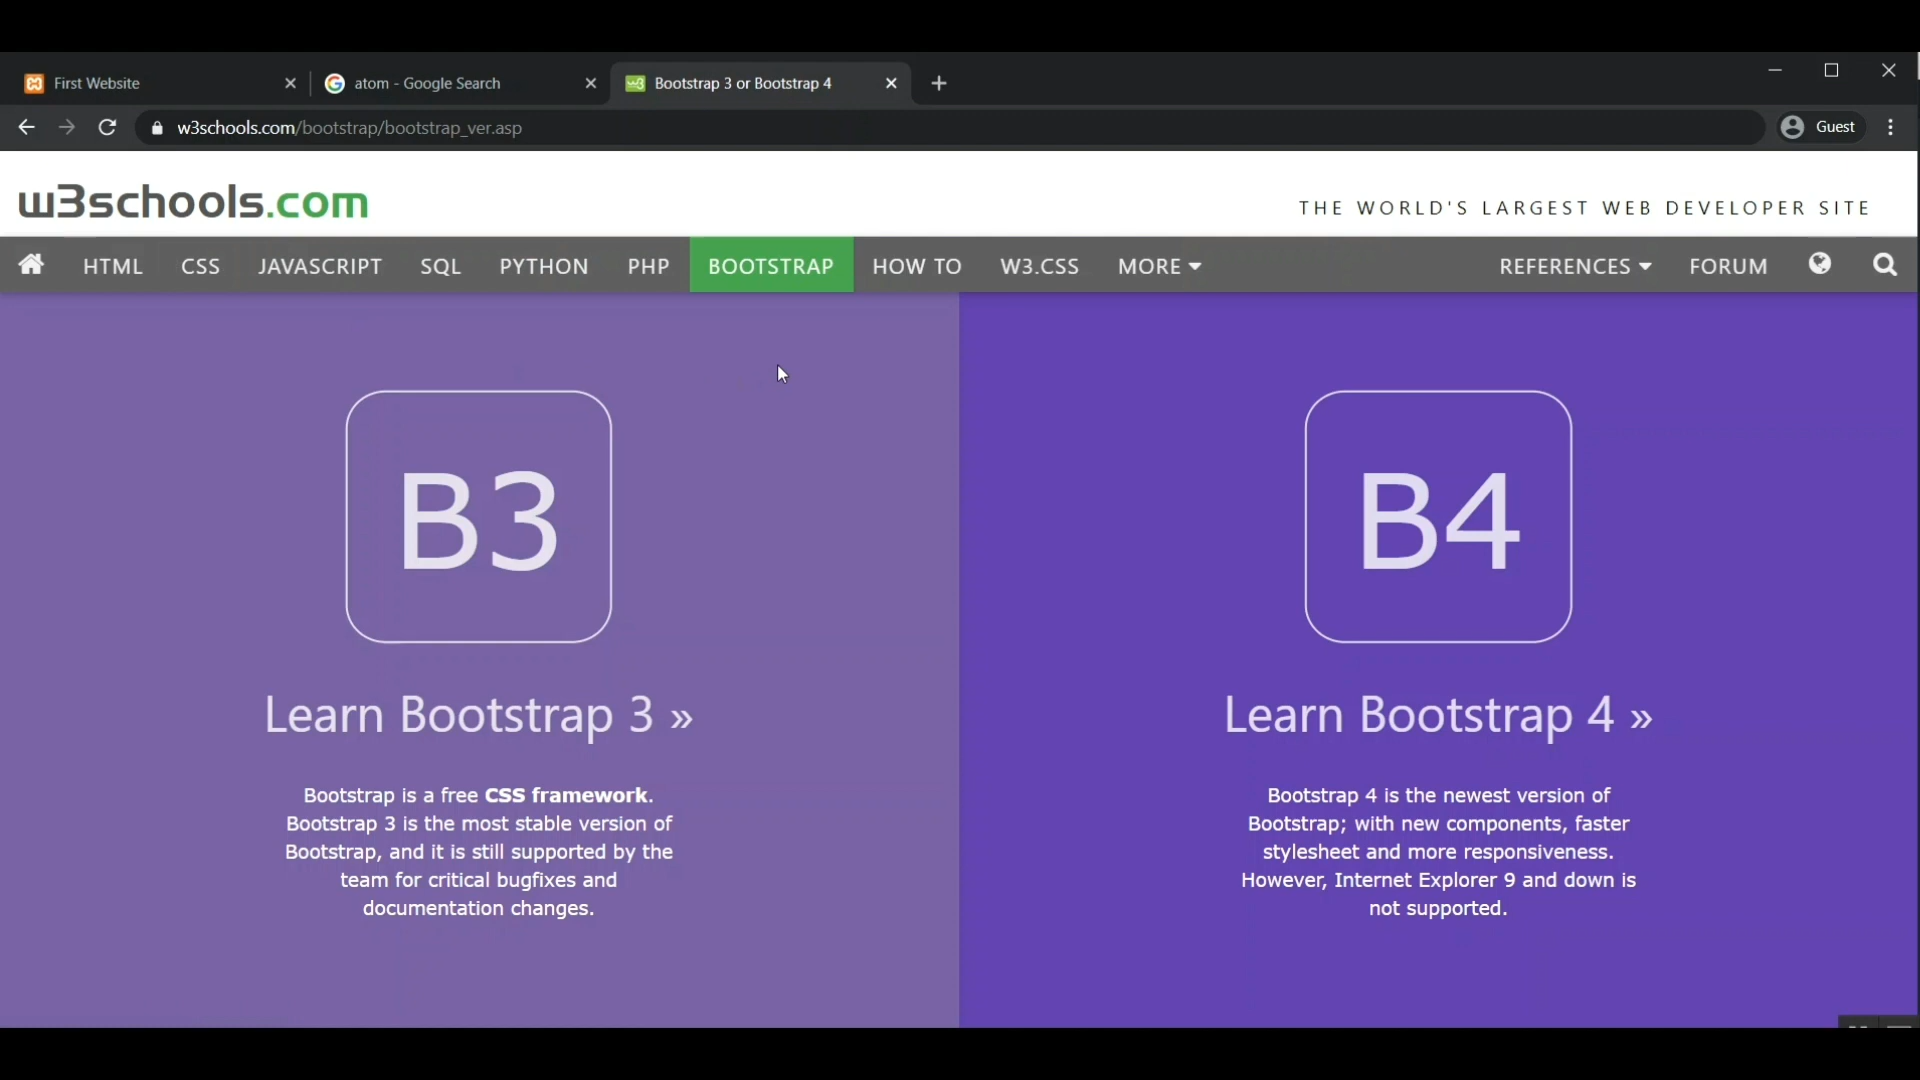 First Website
atom - Google Search
Bootstrap 3 or Bootstrap 4
w3schools.com/bootstrap/bootstrap_ver.asp
Guest
w3schools.com
THE WORLD'S LARGEST WEB DEVELOPER SITE
HTML CSS JAVASCRIPT SQL PYTHON PHP BOOTSTRAP HOW TO W3.CSS MORE REFERENCES FORUM
B3
Learn Bootstrap 3 »
Bootstrap is a free CSS framework.
Bootstrap 3 is the most stable version of
Bootstrap, and it is still supported by the
team for critical bugfixes and
documentation changes.
B4
Learn Bootstrap 4 »
Bootstrap 4 is the newest version of
Bootstrap; with new components, faster
stylesheet and more responsiveness.
However, Internet Explorer 9 and down is
not supported.